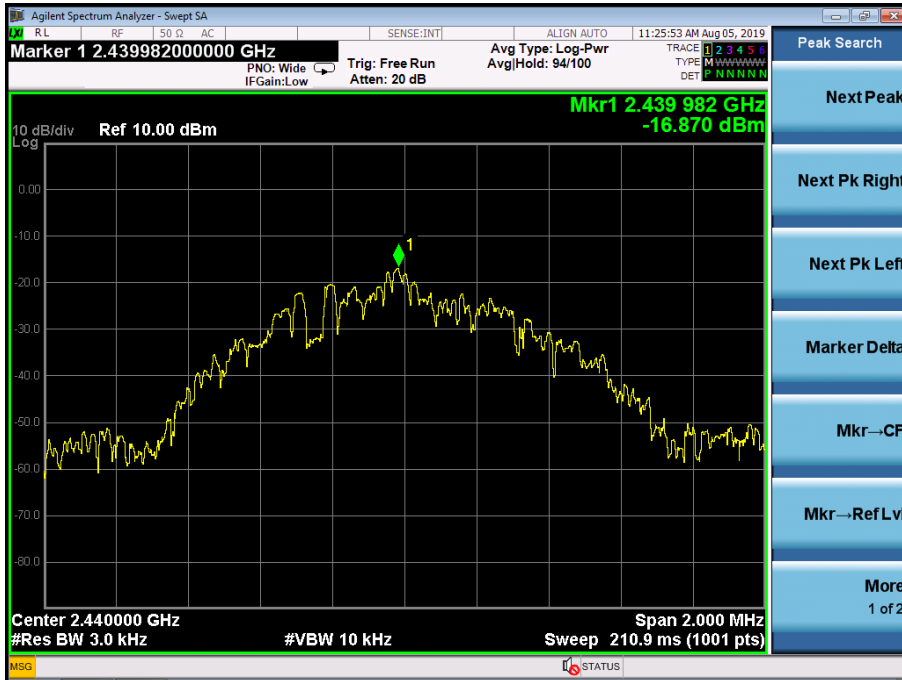 Agilent Spectrum Analyzer - Swept SA
LXI RL RF 50 Ω AC SENSE:INT ALIGN AUTO 11:25:53 AM Aug 05, 2019
Marker 1 2.439982000000 GHz
PNO: Wide
IFGain:Low
Trig: Free Run
Atten: 20 dB
Avg Type: Log-Pwr
Avg|Hold: 94/100
TRACE 1 2 3 4 5 6
TYPE M WWWWW
DET P N N N N N
Mkr1 2.439 982 GHz
-16.870 dBm
10 dB/div Ref 10.00 dBm
Log
0.00
-10.0
-20.0
-30.0
-40.0
-50.0
-60.0
-70.0
-80.0
1
Center 2.440000 GHz Span 2.000 MHz
#Res BW 3.0 kHz #VBW 10 kHz Sweep 210.9 ms (1001 pts)
MSG STATUS
Peak Search
Next Peak
Next Pk Right
Next Pk Left
Marker Delta
Mkr→CF
Mkr→Ref Lvl
More
1 of 2